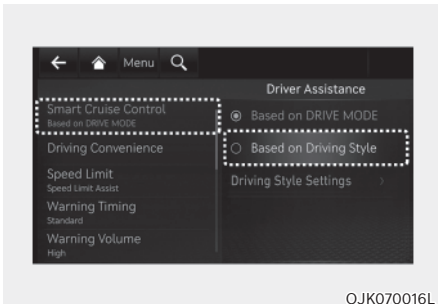 Menu
Driver Assistance
Smart Cruise Control
Based on DRIVE MODE
Driving Convenience
Speed Limit
Speed Limit Assist
Warning Timing
Standard
Warning Volume
High
Based on DRIVE MODE
Based on Driving Style
Driving Style Settings
OJK070016L